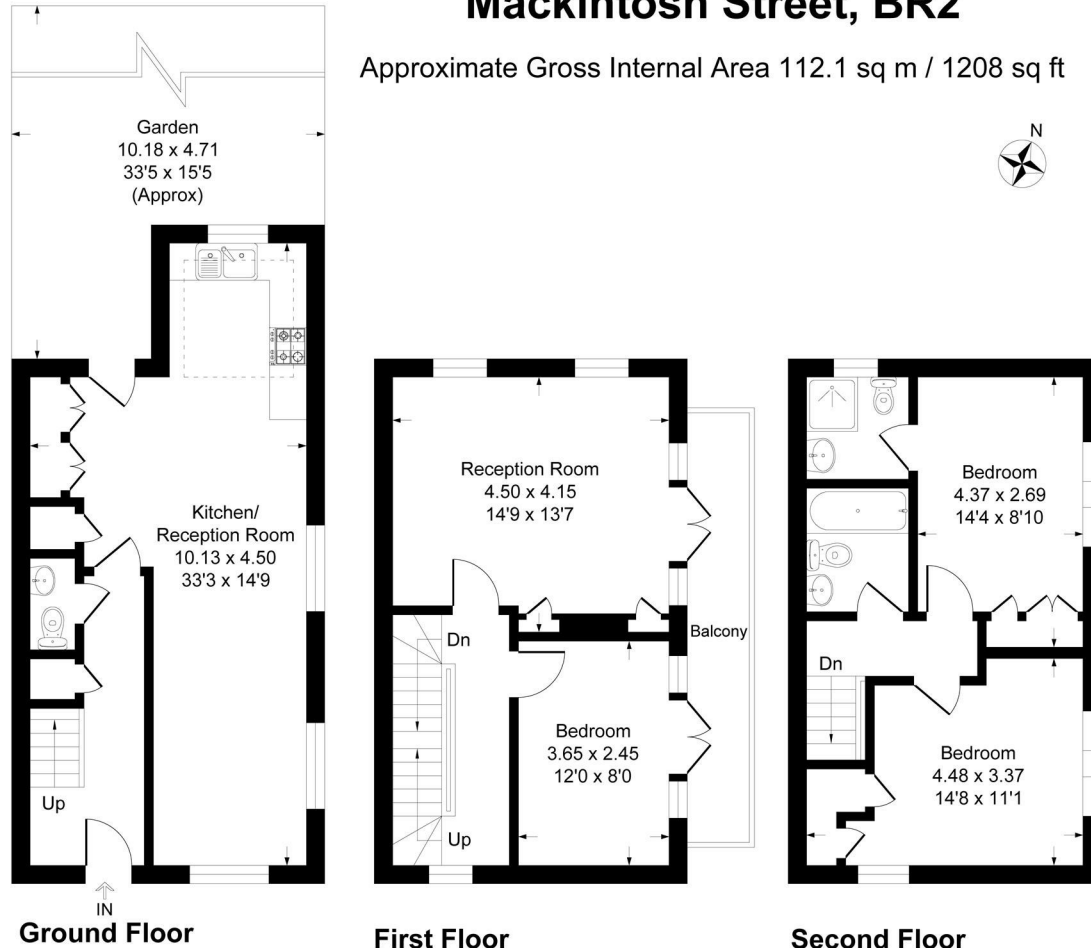 Mackintosh Street, BR2
Approximate Gross Internal Area 112.1 sq m / 1208 sq ft
N
Garden
10.18 x 4.71
33'5 x 15'5
(Approx)
Kitchen/
Reception Room
10.13 x 4.50
33'3 x 14'9
Up
IN
Ground Floor
Reception Room
4.50 x 4.15
14'9 x 13'7
Balcony
Dn
Bedroom
3.65 x 2.45
12'0 x 8'0
Up
First Floor
Bedroom
4.37 x 2.69
14'4 x 8'10
Dn
Bedroom
4.48 x 3.37
14'8 x 11'1
Second Floor